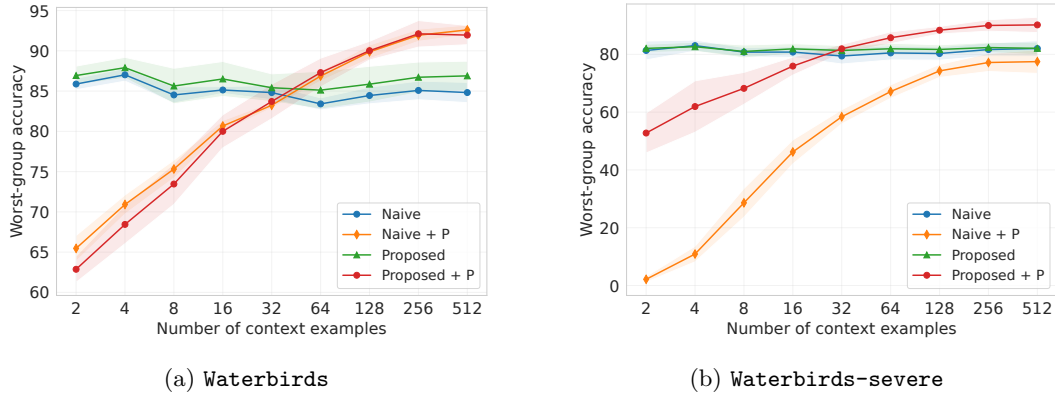 95
90
85
80
75
70
65
60
Worst-group accuracy
Naive
Naive + P
Proposed
Proposed + P
2 4 8 16 32 64 128 256 512
Number of context examples
(a) Waterbirds
80
60
40
20
0
Worst-group accuracy
Naive
Naive + P
Proposed
Proposed + P
2 4 8 16 32 64 128 256 512
Number of context examples
(b) Waterbirds-severe